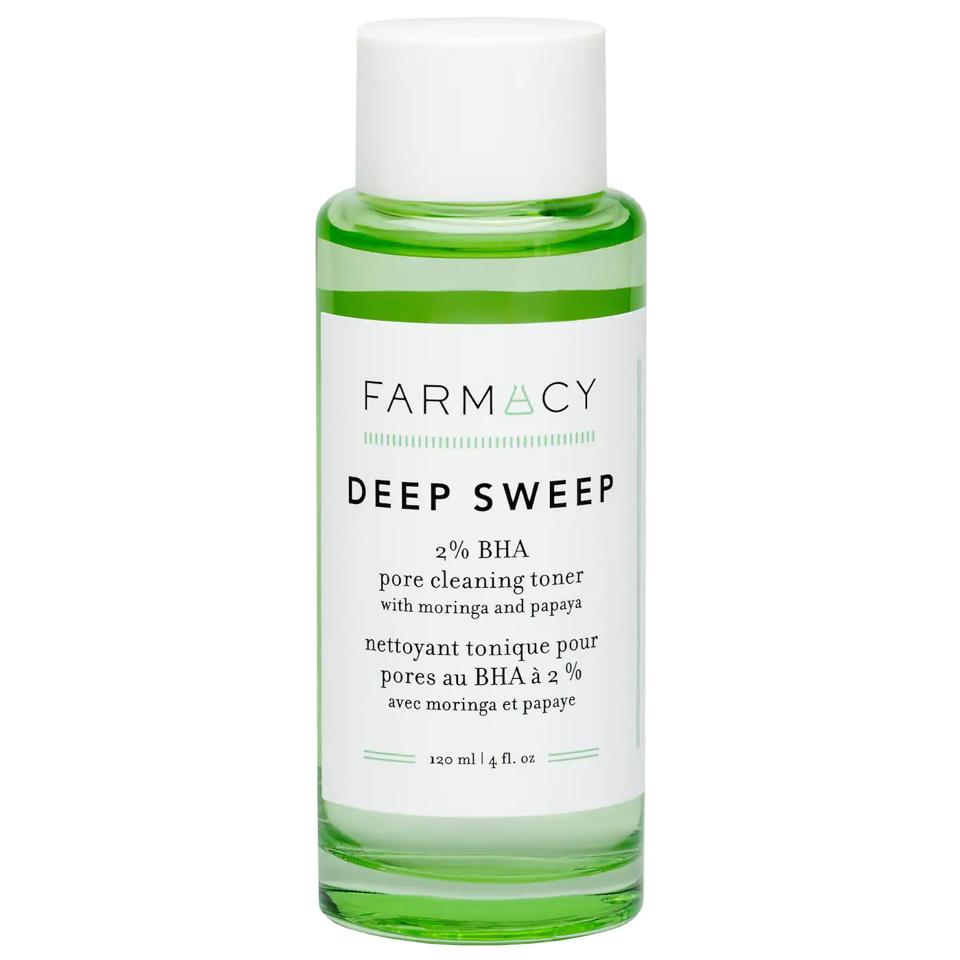 FARMACY
DEEP SWEEP
2% BHA
pore cleaning toner
with moringa and papaya
nettoyant tonique pour
pores au BHA à 2 %
avec moringa et papaye
120 ml | 4 fl. oz